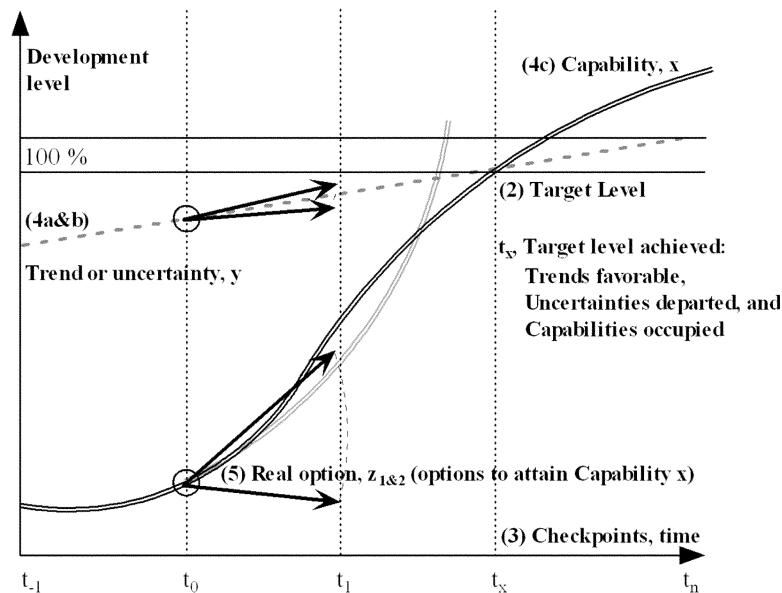 Development
level
(4c) Capability, x
100 %
(2) Target Level
(4a&b)
Trend or uncertainty, y
tx, Target level achieved:
Trends favorable,
Uncertainties departed, and
Capabilities occupied
(5) Real option, z1&2 (options to attain Capability x)
(3) Checkpoints, time
t-1 t0 t1 tx tn